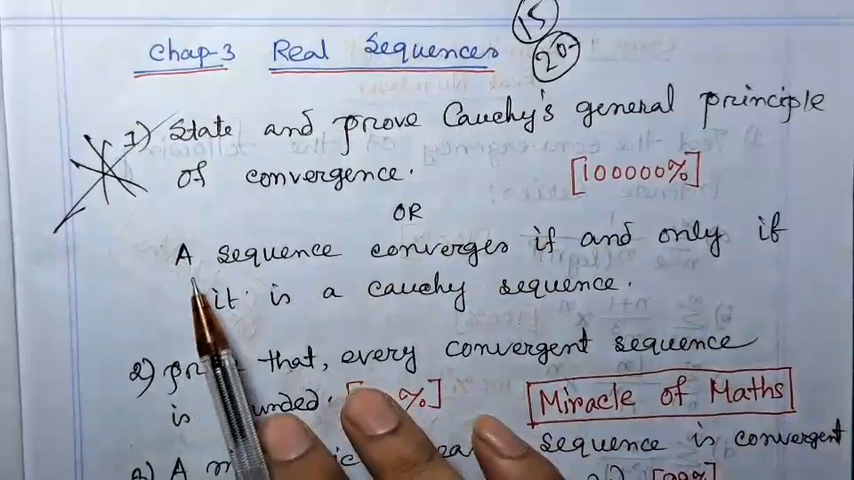 Chap-3 Real Sequences 15
20-
1) State and prove Cauchy's general principle
of convergence. [100000%]
OR
A sequence converges if and only if
it is a cauchy sequence.
2) that, every convergent sequence
is %]
Miracle of Maths
3) A sequence is convergent